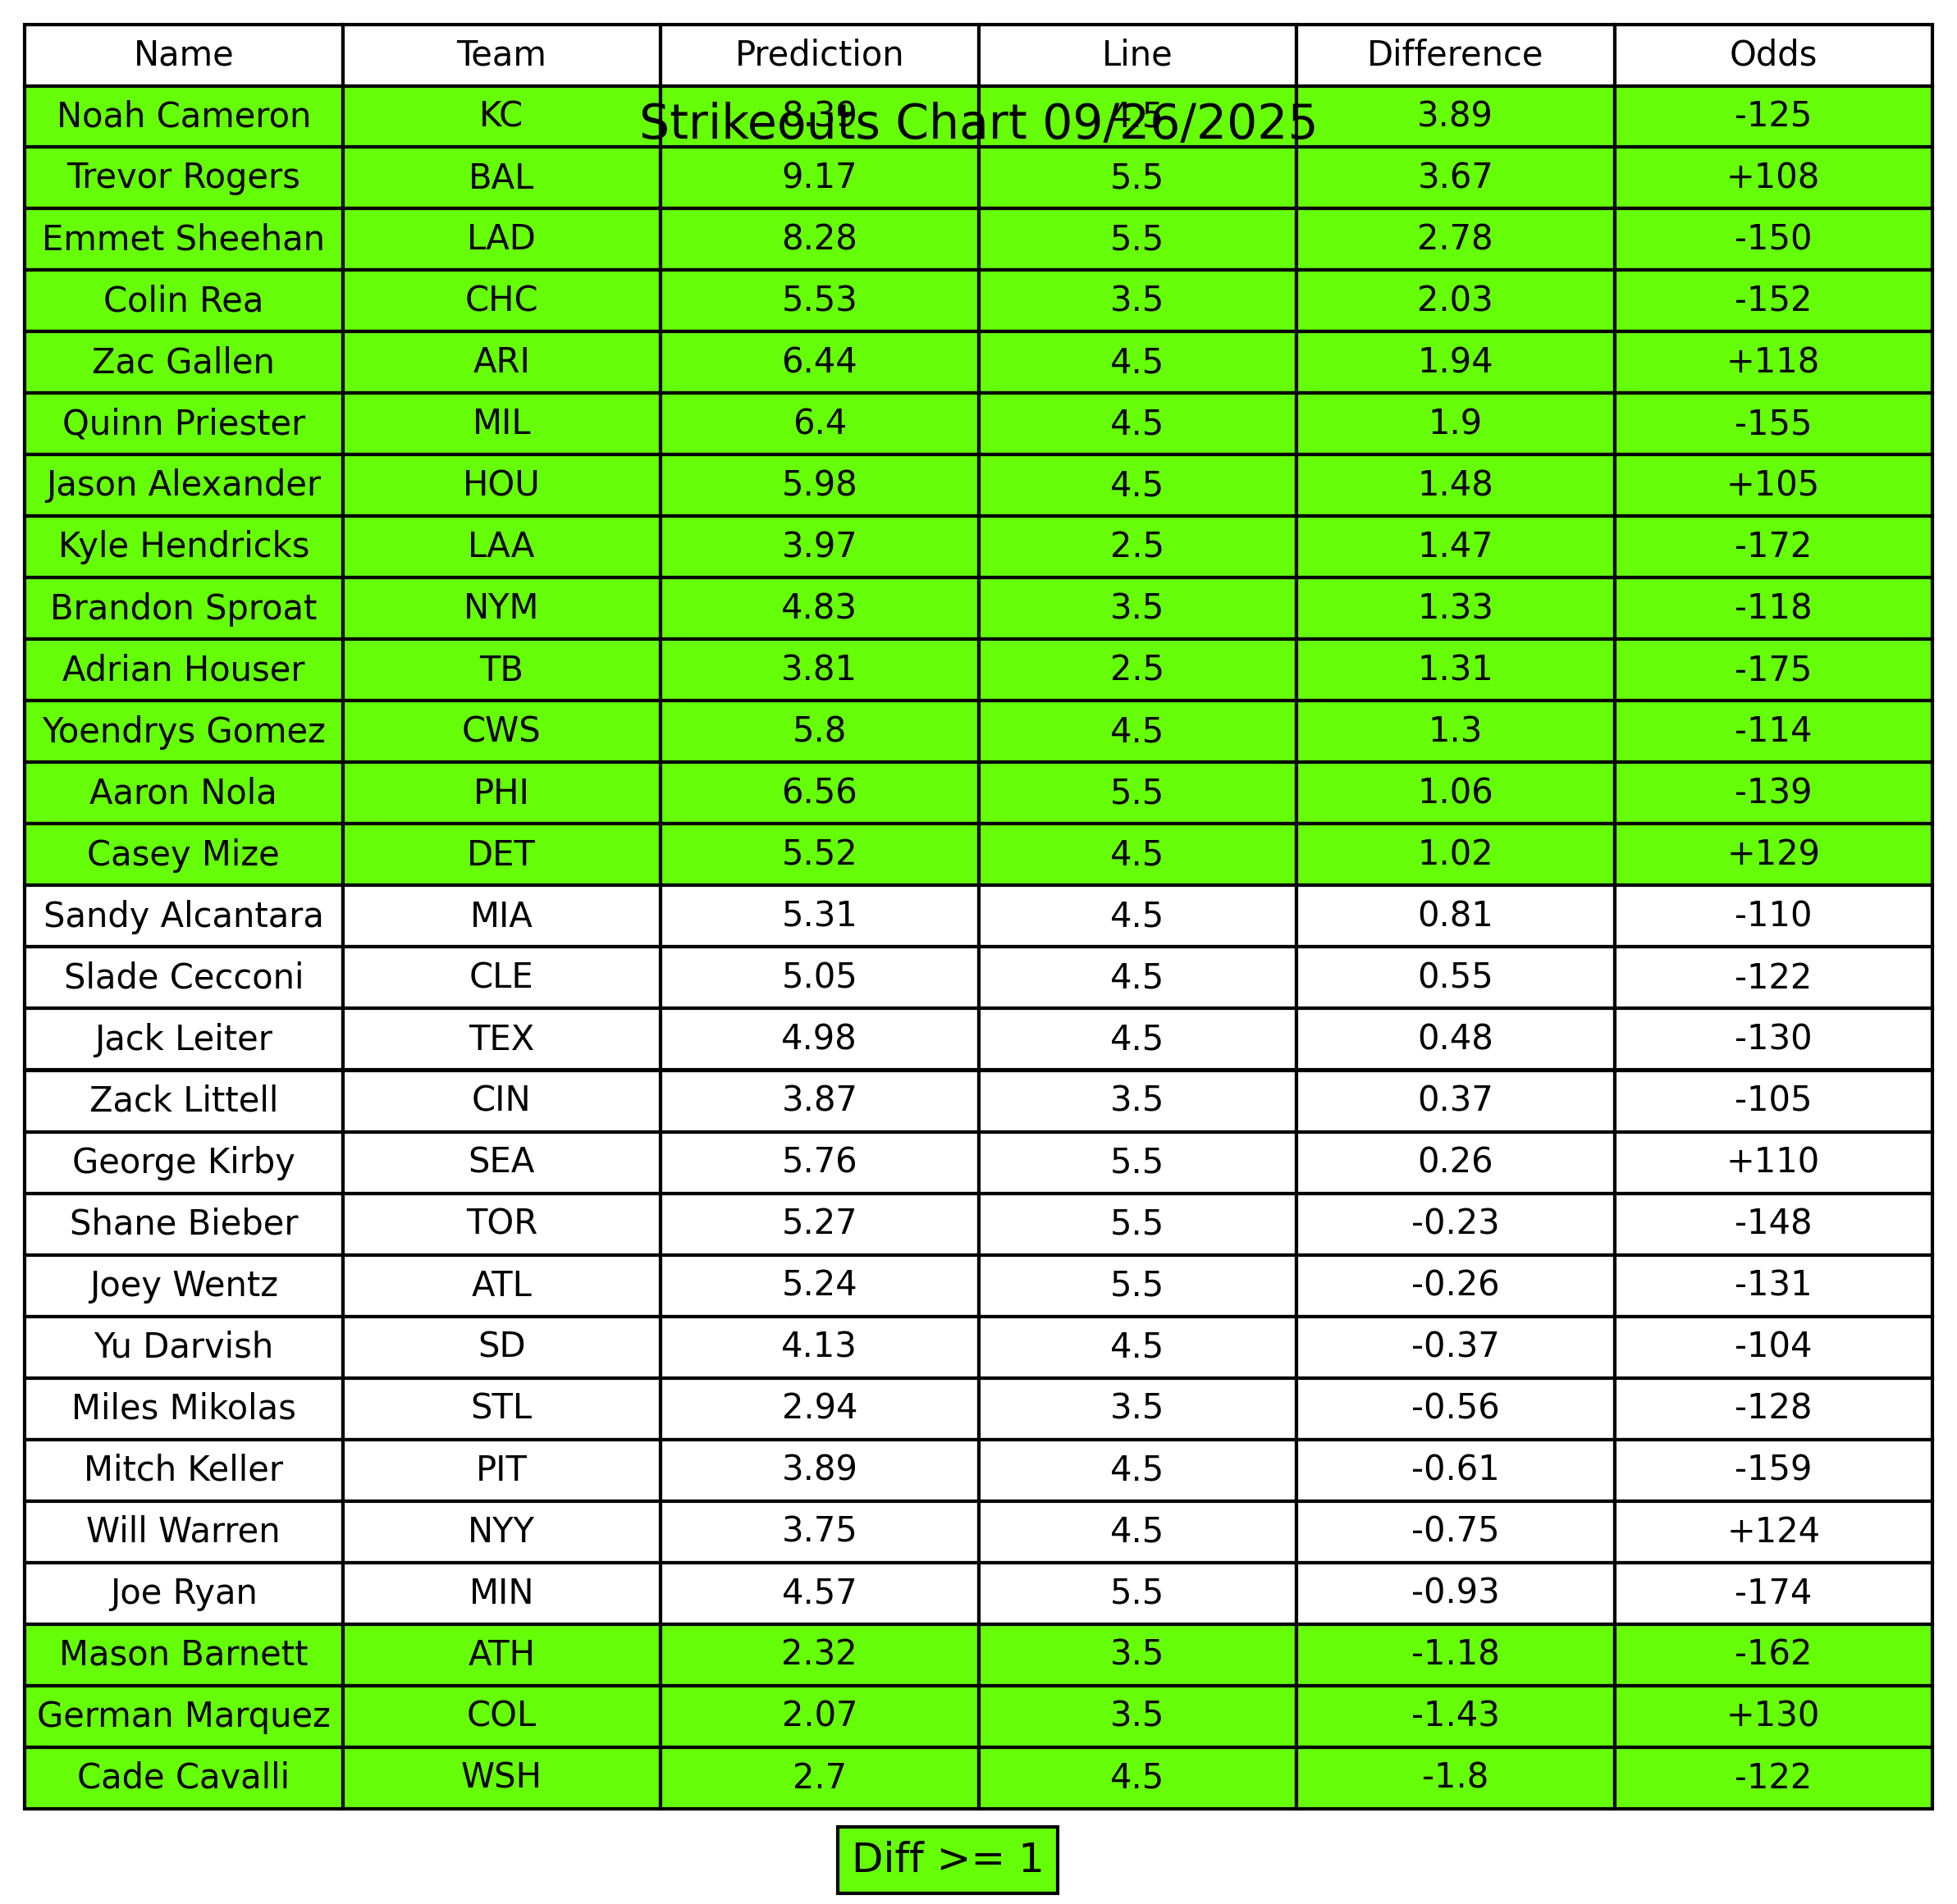 Name Team Prediction Line Difference Odds
Strikeouts Chart 09/26/2025
Noah Cameron KC 8.39 4.5 3.89 -125
Trevor Rogers BAL 9.17 5.5 3.67 +108
Emmet Sheehan LAD 8.28 5.5 2.78 -150
Colin Rea CHC 5.53 3.5 2.03 -152
Zac Gallen ARI 6.44 4.5 1.94 +118
Quinn Priester MIL 6.4 4.5 1.9 -155
Jason Alexander HOU 5.98 4.5 1.48 +105
Kyle Hendricks LAA 3.97 2.5 1.47 -172
Brandon Sproat NYM 4.83 3.5 1.33 -118
Adrian Houser TB 3.81 2.5 1.31 -175
Yoendrys Gomez CWS 5.8 4.5 1.3 -114
Aaron Nola PHI 6.56 5.5 1.06 -139
Casey Mize DET 5.52 4.5 1.02 +129
Sandy Alcantara MIA 5.31 4.5 0.81 -110
Slade Cecconi CLE 5.05 4.5 0.55 -122
Jack Leiter TEX 4.98 4.5 0.48 -130
Zack Littell CIN 3.87 3.5 0.37 -105
George Kirby SEA 5.76 5.5 0.26 +110
Shane Bieber TOR 5.27 5.5 -0.23 -148
Joey Wentz ATL 5.24 5.5 -0.26 -131
Yu Darvish SD 4.13 4.5 -0.37 -104
Miles Mikolas STL 2.94 3.5 -0.56 -128
Mitch Keller PIT 3.89 4.5 -0.61 -159
Will Warren NYY 3.75 4.5 -0.75 +124
Joe Ryan MIN 4.57 5.5 -0.93 -174
Mason Barnett ATH 2.32 3.5 -1.18 -162
German Marquez COL 2.07 3.5 -1.43 +130
Cade Cavalli WSH 2.7 4.5 -1.8 -122
Diff >= 1